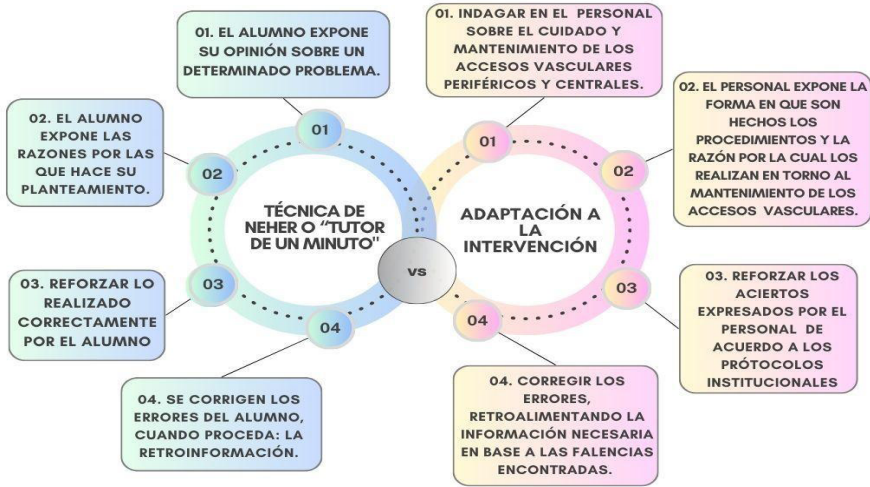 01. EL ALUMNO EXPONE
SU OPINIÓN SOBRE UN
DETERMINADO PROBLEMA.
02. EL ALUMNO
EXPONE LAS
RAZONES POR LAS
QUE HACE SU
PLANTEAMIENTO.
03. REFORZAR LO
REALIZADO
CORRECTAMENTE
POR EL ALUMNO
04. SE CORRIGEN LOS
ERRORES DEL ALUMNO,
CUANDO PROCEDA: LA
RETROINFORMACIÓN.
01
02
03
04
TÉCNICA DE
NEHER O “TUTOR
DE UN MINUTO"
vs
ADAPTACIÓN A
LA
INTERVENCIÓN
01
02
03
04
01. INDAGAR EN EL PERSONAL
SOBRE EL CUIDADO Y
MANTENIMIENTO DE LOS
ACCESOS VASCULARES
PERIFÉRICOS Y CENTRALES.
02. EL PERSONAL EXPONE LA
FORMA EN QUE SON
HECHOS LOS
PROCEDIMIENTOS Y LA
RAZÓN POR LA CUAL LOS
REALIZAN EN TORNO AL
MANTENIMIENTO DE LOS
ACCESOS VASCULARES.
03. REFORZAR LOS
ACIERTOS
EXPRESADOS POR EL
PERSONAL DE
ACUERDO A LOS
PRÓTOCOLOS
INSTITUCIONALES
04. CORREGIR LOS
ERRORES,
RETROALIMENTANDO LA
INFORMACIÓN NECESARIA
EN BASE A LAS FALENCIAS
ENCONTRADAS.